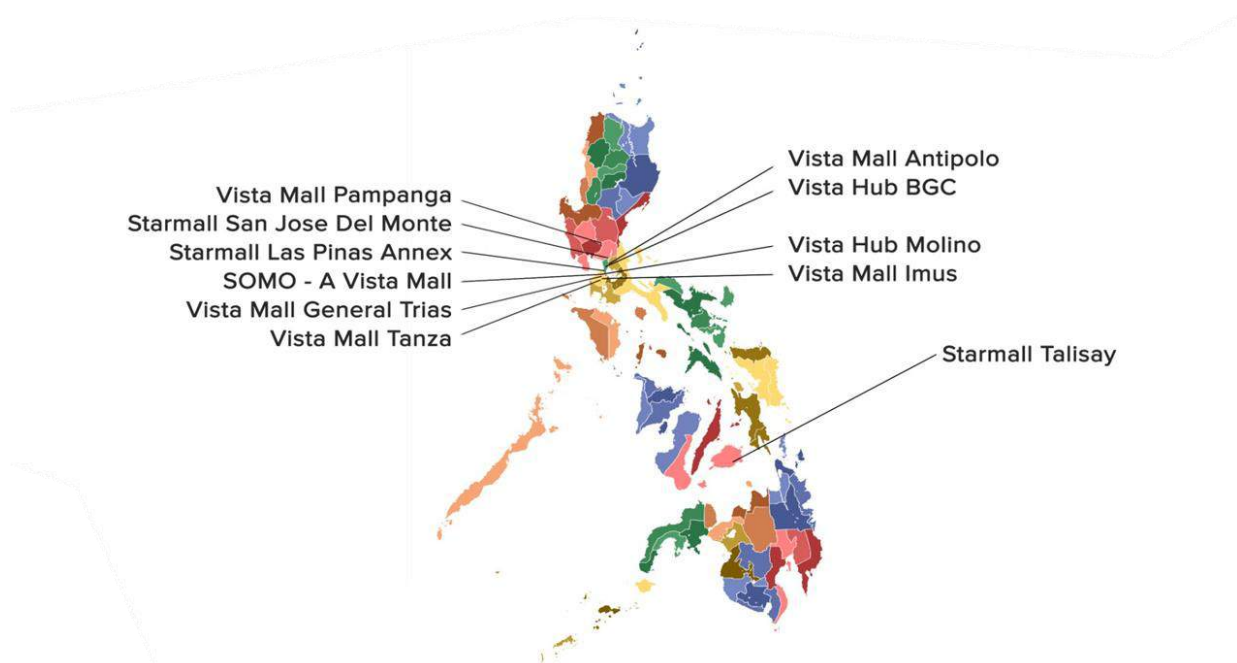 Vista Mall Pampanga
Starmall San Jose Del Monte
Starmall Las Pinas Annex
SOMO - A Vista Mall
Vista Mall General Trias
Vista Mall Tanza
Vista Mall Antipolo
Vista Hub BGC
Vista Hub Molino
Vista Mall Imus
Starmall Talisay